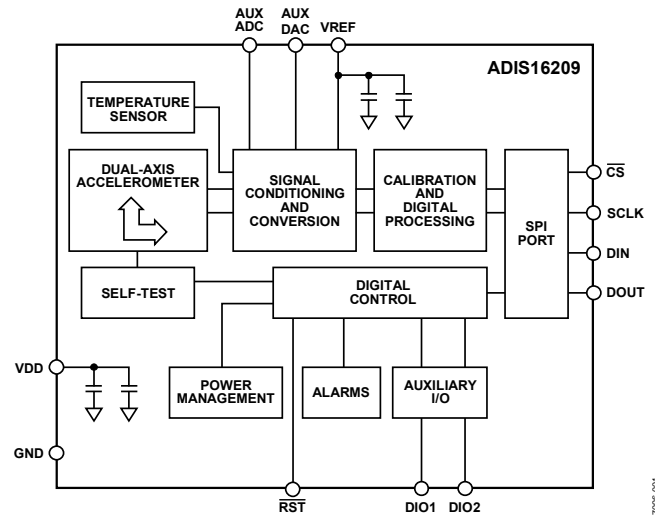 AUX
ADC
AUX
DAC
VREF
ADIS16209
TEMPERATURE
SENSOR
DUAL-AXIS
ACCELEROMETER
SIGNAL
CONDITIONING
AND
CONVERSION
CALIBRATION
AND
DIGITAL
PROCESSING
SPI
PORT
CS
SCLK
DIN
DOUT
SELF-TEST
DIGITAL
CONTROL
VDD
POWER
MANAGEMENT
ALARMS
AUXILIARY
I/O
GND
RST
DIO1
DIO2